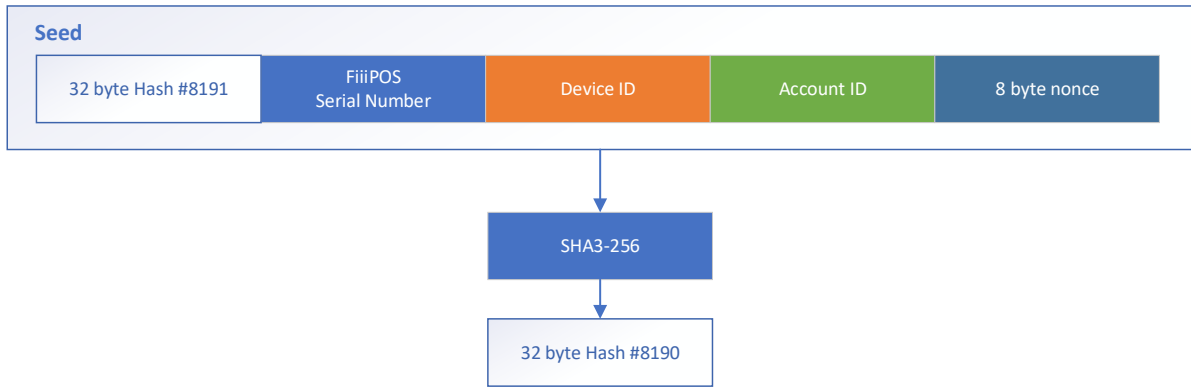 Seed
32 byte Hash #8191
FiiiPOS
Serial Number
Device ID
Account ID
8 byte nonce
SHA3-256
32 byte Hash #8190